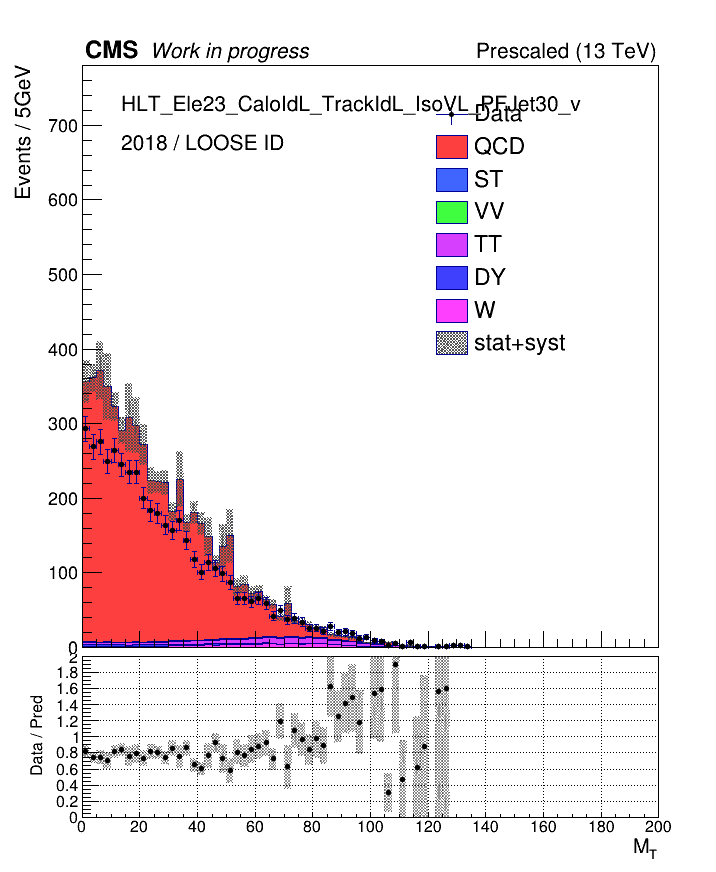 CMS Work in progress Prescaled (13 TeV)
Events / 5GeV
HLT_Ele23_CaloIdL_TrackIdL_IsoVL_PFJet30_v
Data
2018 / LOOSE ID
QCD
ST
VV
TT
DY
W
stat+syst
700
600
500
400
300
200
100
0
Data / Pred
2
1.8
1.6
1.4
1.2
1
0.8
0.6
0.4
0.2
0
0 20 40 60 80 100 120 140 160 180 200
M_T